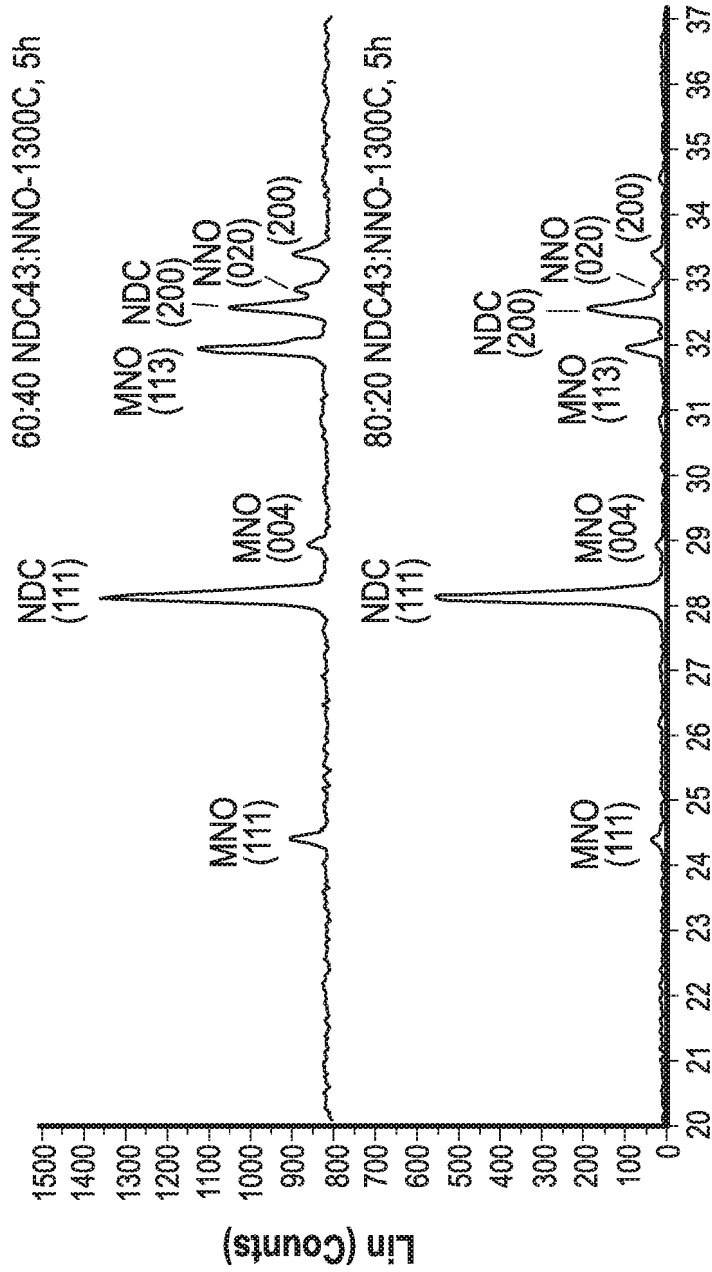 60:40 NDC43:NNO-1300C, 5h
NDC
(111)
MNO
(111)
MNO
(004)
MNO
(113)
NDC
(200)
NNO
(020)
(200)
80:20 NDC43:NNO-1300C, 5h
NDC
(111)
MNO
(111)
MNO
(004)
MNO
(113)
NDC
(200)
NNO
(020)
(200)
Lin (Counts)
1500
1400
1300
1200
1100
1000
900
800
700
600
500
400
300
200
100
0
20 21 22 23 24 25 26 27 28 29 30 31 32 33 34 35 36 37